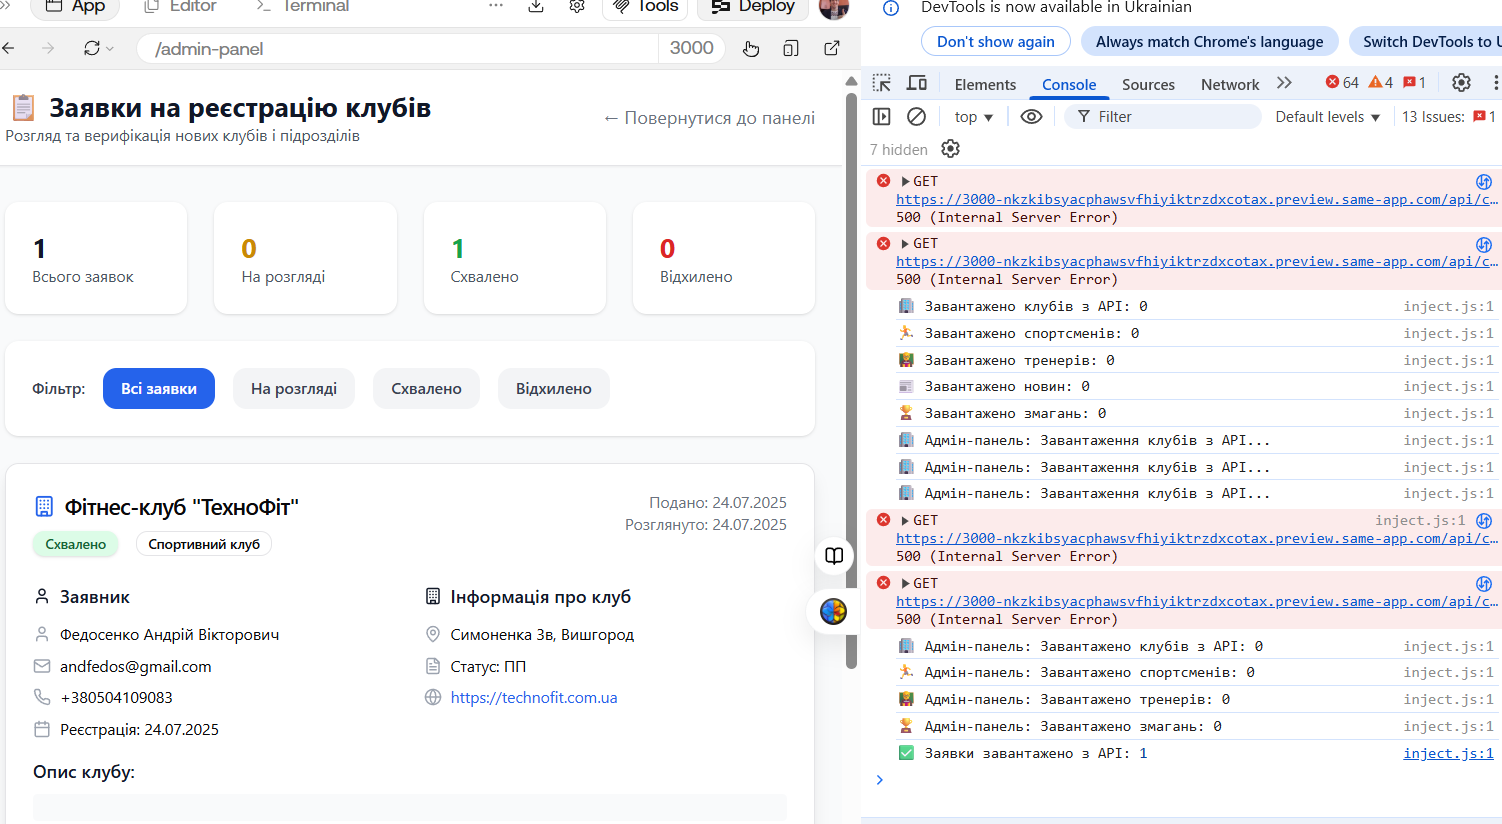 App
Editor
Terminal
Tools
Deploy
/admin-panel
3000
Заявки на реєстрацію клубів
Розгляд та верифікація нових клубів і підрозділів
← Повернутися до панелі
1
Всього заявок
0
На розгляді
1
Схвалено
0
Відхилено
Фільтр:
Всі заявки
На розгляді
Схвалено
Відхилено
Фітнес-клуб "ТехноФіт"
Подано: 24.07.2025
Розглянуто: 24.07.2025
Схвалено
Спортивний клуб
Заявник
Федосенко Андрій Вікторович
andfedos@gmail.com
+380504109083
Реєстрація: 24.07.2025
Інформація про клуб
Симоненка 3в, Вишгород
Статус: ПП
https://technofit.com.ua
Опис клубу:
DevTools is now available in Ukrainian
Don't show again
Always match Chrome's language
Switch DevTools to
Elements
Console
Sources
Network
64
4
1
top
Filter
Default levels
13 Issues:
1
7 hidden
GET
https://3000-nkzkibsyacphawsvfhiyiktrzdxcotax.preview.same-app.com/api/c…
500 (Internal Server Error)
GET
https://3000-nkzkibsyacphawsvfhiyiktrzdxcotax.preview.same-app.com/api/c…
500 (Internal Server Error)
Завантажено клубів з API: 0 inject.js:1
Завантажено спортсменів: 0 inject.js:1
Завантажено тренерів: 0 inject.js:1
Завантажено новин: 0 inject.js:1
Завантажено змагань: 0 inject.js:1
Адмін-панель: Завантаження клубів з API... inject.js:1
Адмін-панель: Завантаження клубів з API... inject.js:1
Адмін-панель: Завантаження клубів з API... inject.js:1
GET inject.js:1
https://3000-nkzkibsyacphawsvfhiyiktrzdxcotax.preview.same-app.com/api/c…
500 (Internal Server Error)
GET
https://3000-nkzkibsyacphawsvfhiyiktrzdxcotax.preview.same-app.com/api/c…
500 (Internal Server Error)
Адмін-панель: Завантажено клубів з API: 0 inject.js:1
Адмін-панель: Завантажено спортсменів: 0 inject.js:1
Адмін-панель: Завантажено тренерів: 0 inject.js:1
Адмін-панель: Завантажено змагань: 0 inject.js:1
Заявки завантажено з API: 1 inject.js:1